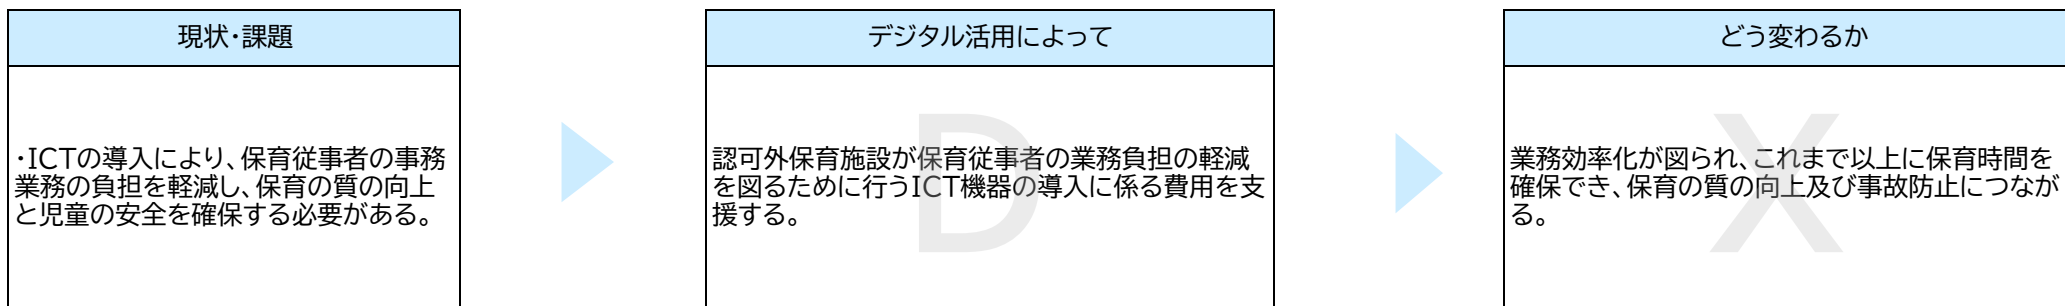 現状・課題
・ICTの導入により、保育従事者の事務
業務の負担を軽減し、保育の質の向上
と児童の安全を確保する必要がある。
デジタル活用によって
認可外保育施設が保育従事者の業務負担の軽減
を図るために行うICT機器の導入に係る費用を支
援する。
D
どう変わるか
業務効率化が図られ、これまで以上に保育時間を
確保でき、保育の質の向上及び事故防止につなが
る。
X